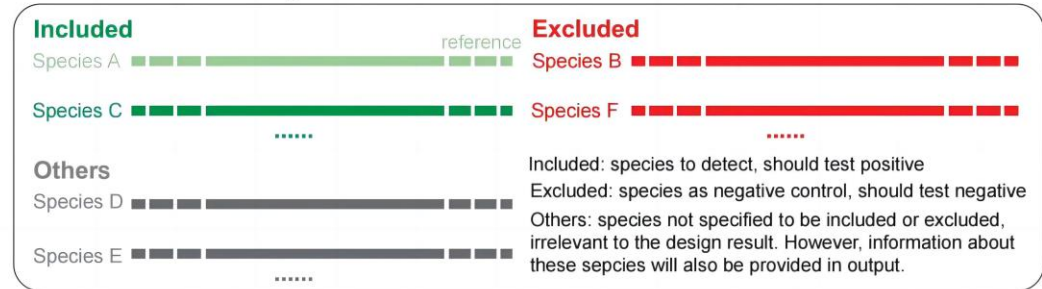 Included
reference
Species A
Species C
......
Excluded
Species B
Species F
......
Others
Species D
Species E
......
Included: species to detect, should test positive
Excluded: species as negative control, should test negative
Others: species not specified to be included or excluded,
irrelevant to the design result. However, information about
these sepcies will also be provided in output.